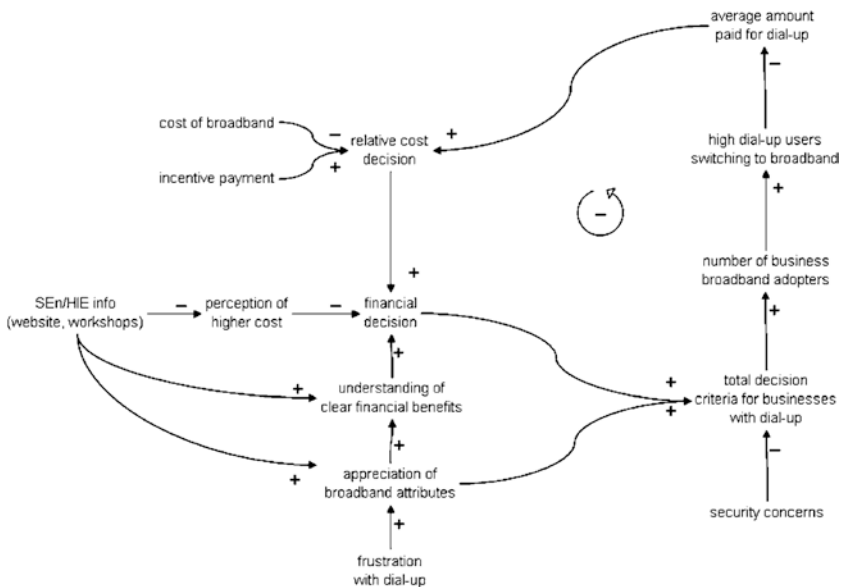 average amount
paid for dial-up
−
cost of broadband
−
relative cost
decision
+
high dial-up users
switching to broadband
incentive payment
+
+
−
number of business
broadband adopters
+
SEn/HIE info
(website, workshops)
−
perception of
higher cost
−
financial
decision
+
+
understanding of
clear financial benefits
+
+
+
total decision
criteria for businesses
with dial-up
+
appreciation of
broadband attributes
+
−
security concerns
+
frustration
with dial-up